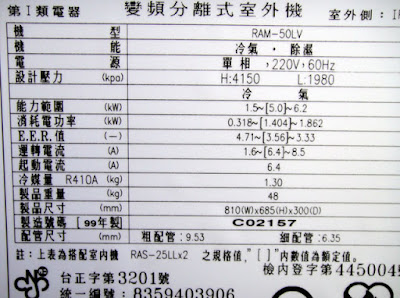 第I類電器 變頻分離式室外機 室外側:
機型 RAM-50LV
機能 冷氣・除濕
電源 單相,220V,60Hz
設計壓力 (kpa) H:4150 L:1980
冷氣
能力範圍 (kW) 1.5~[5.0]~6.2
消耗電功率 (kW) 0.318~[1.404]~1.862
E.E.R.值 (—) 4.71~[3.56]~3.33
運轉電流 (A) 1.6~[6.4]~8.5
起動電流 (A) 6.4
冷媒量 R410A (kg) 1.30
製品重量 (kg) 48
製品尺寸 810(W)x685(H)x300(D)
製造號碼 [99年製] C02157
配管尺寸 粗配管:9.53 細配管:6.35
註:上表為搭配室內機 RAS-25LLx2 之規格值,"[ ]"內數值為額定值。
台正字第3201號 檢內登字第445004
統一編號:8359403906